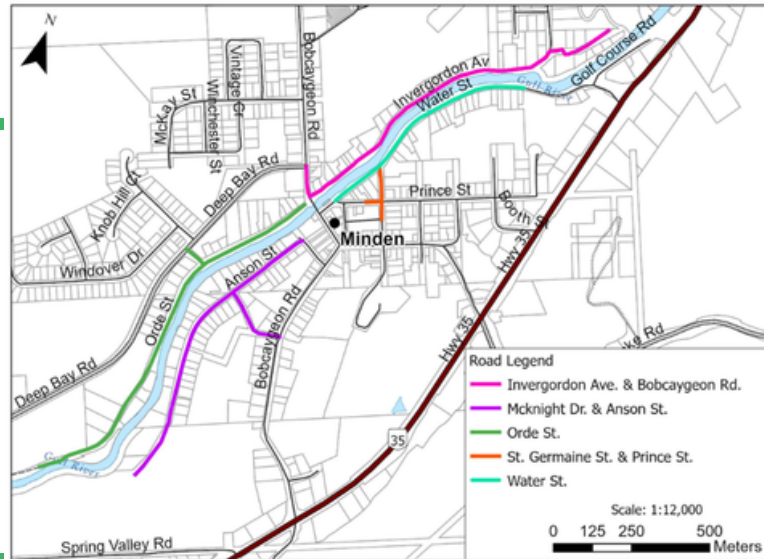 N
McKay St
Winchester St
Vintage Cr
Bobcaygeon Rd
Invergordon Av
Water St
Gull River
Golf Course Rd
Knob Hill Ct
Deep Bay Rd
Prince St
Booth St
Minden
Windover Dr
Anson St
Orde St
Bobcaygeon Rd
Hwy 35
Hwy 35
ke Rd
Deep Bay Rd
Gull River
35
Spring Valley Rd
Road Legend
Invergordon Ave. & Bobcaygeon Rd.
Mcknight Dr. & Anson St.
Orde St.
St. Germaine St. & Prince St.
Water St.
Scale: 1:12,000
0 125 250 500
Meters